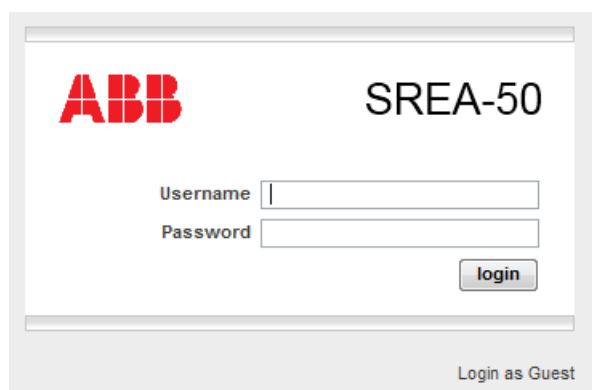 ABB SREA-50
Username
Password
login
Login as Guest